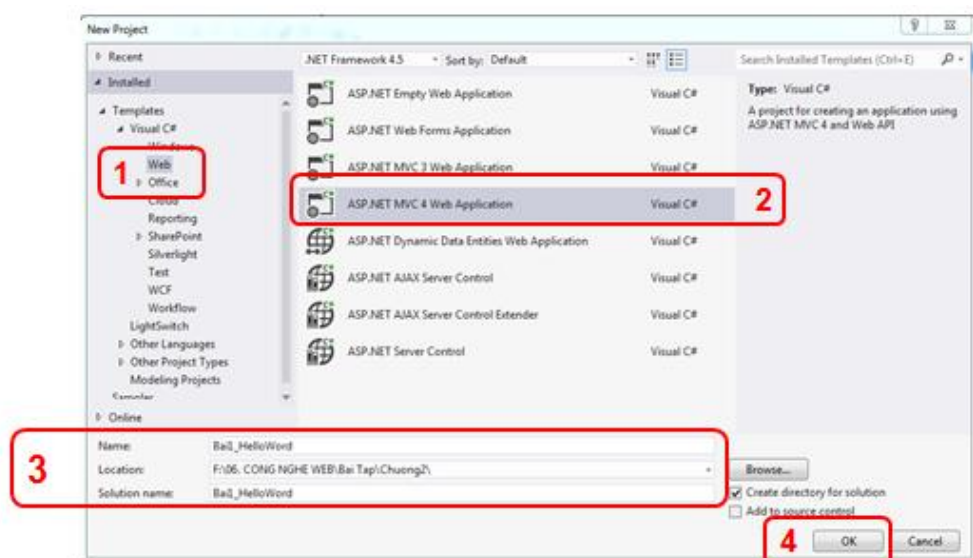 New Project
Recent
.NET Framework 4.5
Sort by: Default
Search Installed Templates (Ctrl+E)
Installed
Templates
Visual C#
Windows
Web
Office
Cloud
Reporting
SharePoint
Silverlight
Test
WCF
Workflow
LightSwitch
Other Languages
Other Project Types
Modeling Projects
Samples
Online
1
ASP.NET Empty Web Application Visual C#
ASP.NET Web Forms Application Visual C#
ASP.NET MVC 3 Web Application Visual C#
ASP.NET MVC 4 Web Application Visual C#
2
ASP.NET Dynamic Data Entities Web Application Visual C#
ASP.NET AJAX Server Control Visual C#
ASP.NET AJAX Server Control Extender Visual C#
ASP.NET Server Control Visual C#
Type: Visual C#
A project for creating an application using
ASP.NET MVC 4 and Web API
3
Name: Bai1_HelloWord
Location: F:\06. CONG NGHE WEB\Bai Tap\Chuong2\
Solution name: Bai1_HelloWord
Browse...
Create directory for solution
Add to source control
4
OK
Cancel